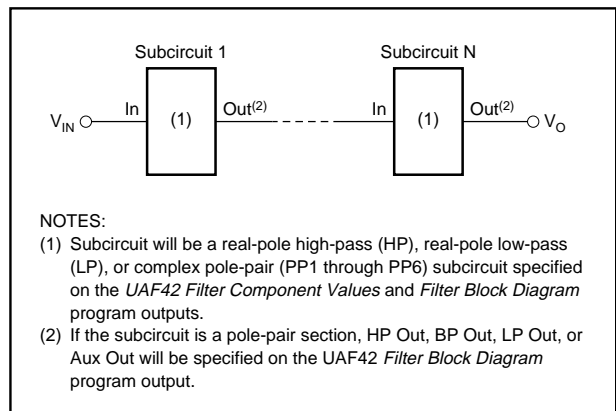 Subcircuit 1 Subcircuit N
V_IN In (1) Out(2) In (1) Out(2) V_O
NOTES:
(1) Subcircuit will be a real-pole high-pass (HP), real-pole low-pass
(LP), or complex pole-pair (PP1 through PP6) subcircuit specified
on the UAF42 Filter Component Values and Filter Block Diagram
program outputs.
(2) If the subcircuit is a pole-pair section, HP Out, BP Out, LP Out, or
Aux Out will be specified on the UAF42 Filter Block Diagram
program output.